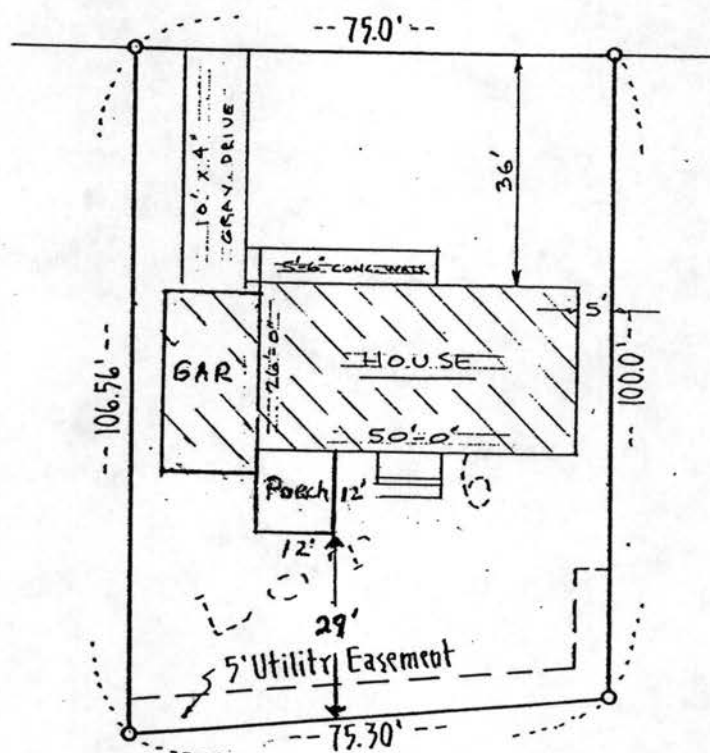 --75.0'--
10' X 4"
GRAV. DRIVE
36'
5'-6" CONC. WALK
5'
GAR
26'-0"
HOUSE
50'-0"
--106.56'--
--100.0'--
Porch 12'
12'
29'
5' Utility Easement
--75.30'--